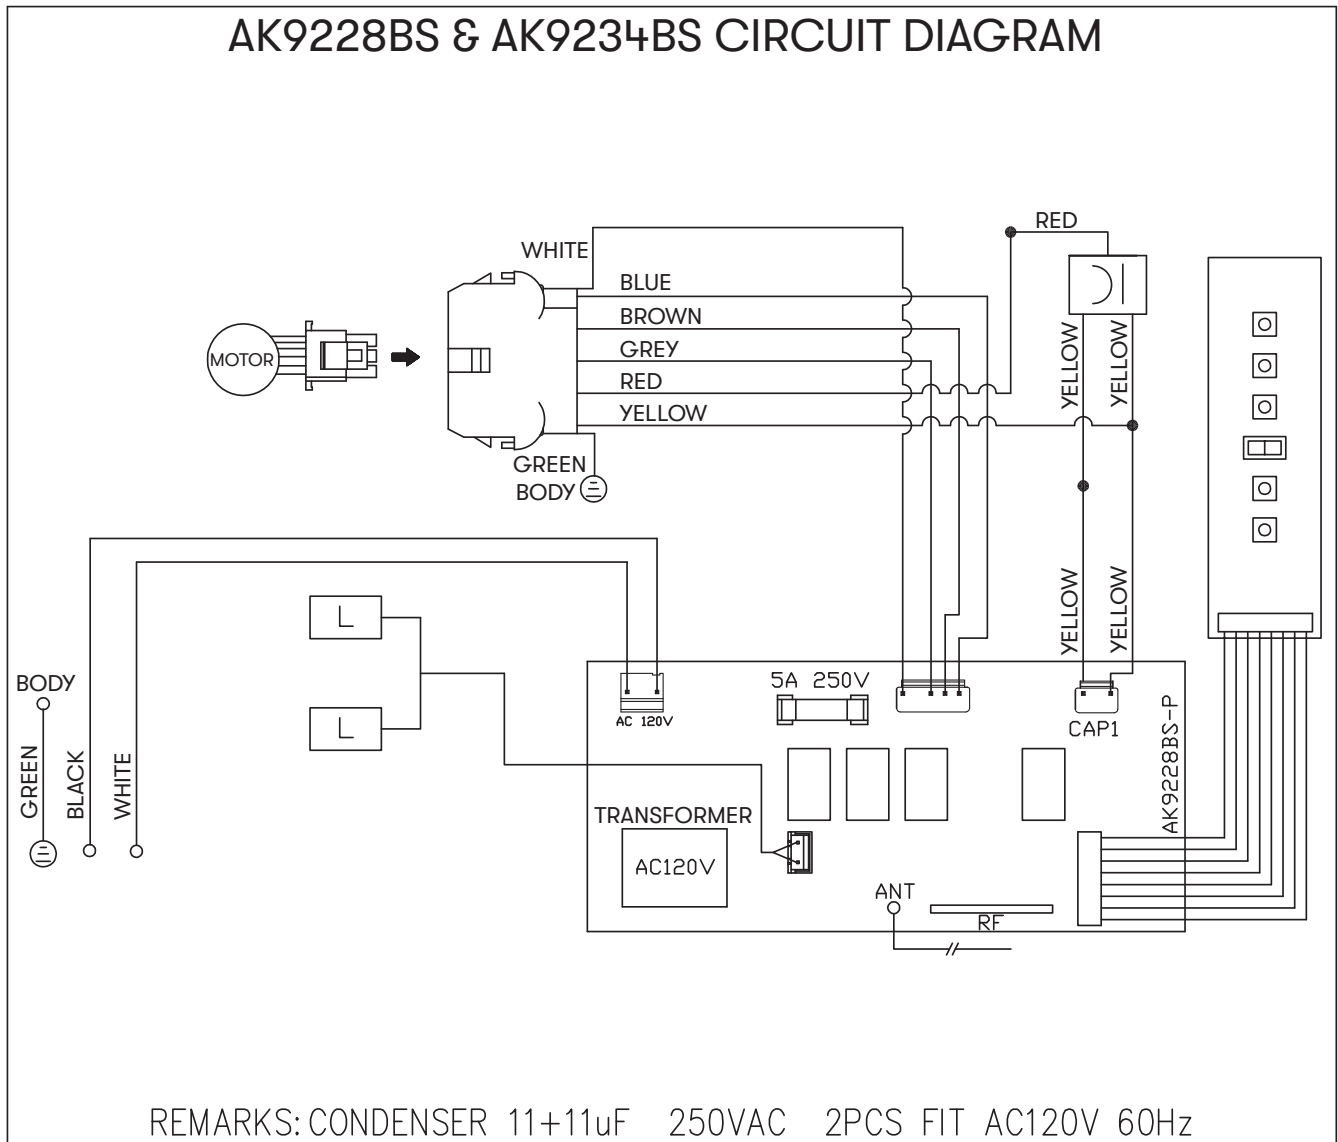 AK9228BS & AK9234BS CIRCUIT DIAGRAM
RED
WHITE
BLUE
BROWN
GREY
RED
YELLOW
GREEN
BODY
MOTOR
YELLOW
YELLOW
YELLOW
YELLOW
BODY
GREEN
BLACK
WHITE
L
L
AC 120V
5A 250V
CAP1
AK9228BS-P
TRANSFORMER
AC120V
ANT
RF
REMARKS: CONDENSER 11+11uF 250VAC 2PCS FIT AC120V 60Hz